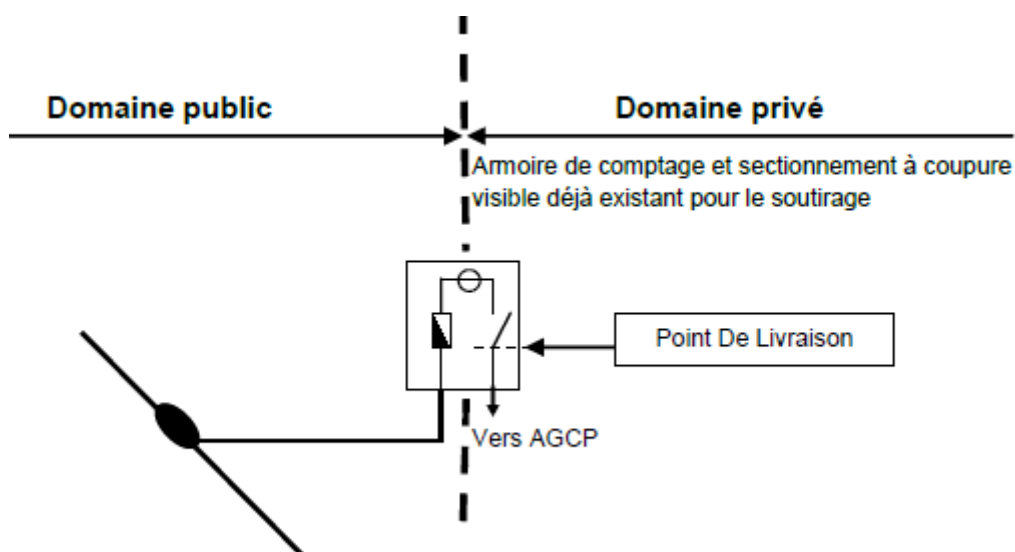 Domaine public
Domaine privé
Armoire de comptage et sectionnement à coupure
visible déjà existant pour le soutirage
Point De Livraison
Vers AGCP